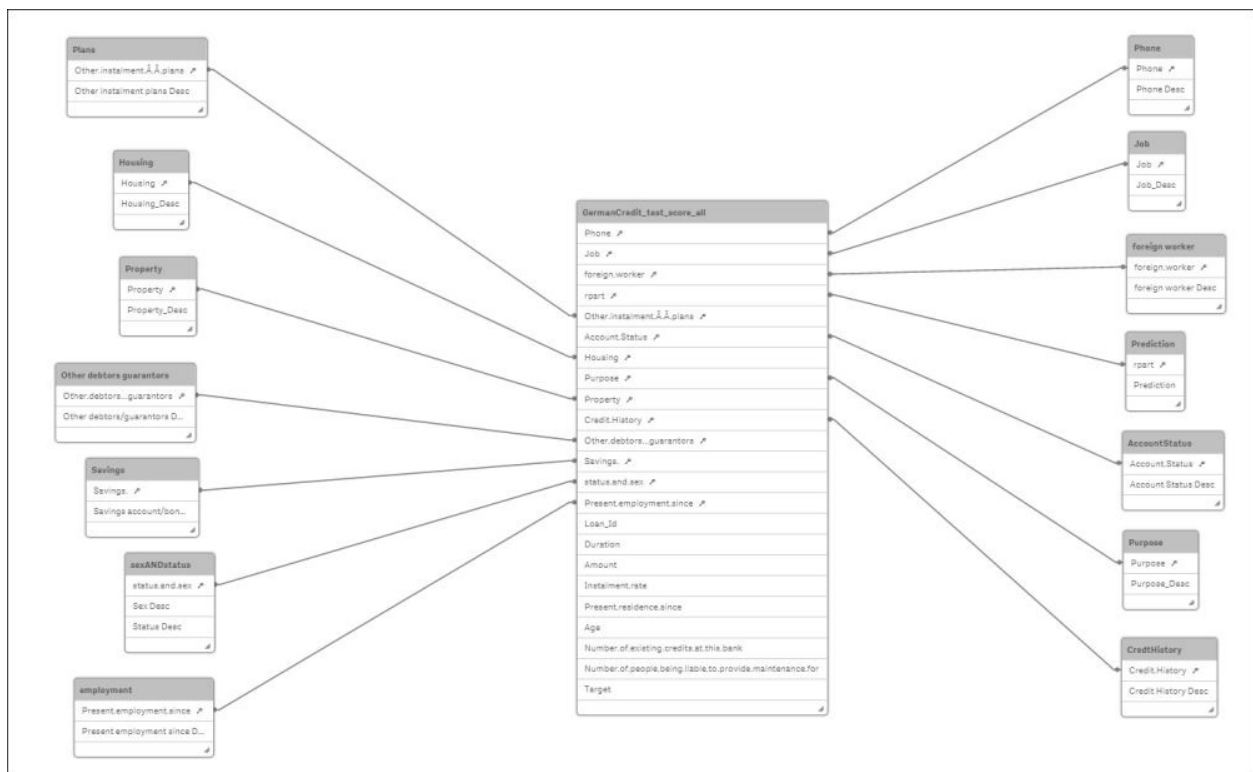 Plans
Other.instalment.Â.Â.plans
Other instalment plans Desc
Housing
Housing
Housing_Desc
Property
Property
Property_Desc
Other debtors guarantors
Other.debtors...guarantors
Other debtors/guarantors D...
Savings
Savings.
Savings account/bon...
sexANDstatus
status.and.sex
Sex Desc
Status Desc
employment
Present.employment.since
Present employment since D...
GermanCredit_test_score_all
Phone
Job
foreign.worker
rpart
Other.instalment.Â.Â.plans
Account.Status
Housing
Purpose
Property
Credit.History
Other.debtors...guarantors
Savings.
status.and.sex
Present.employment.since
Loan_Id
Duration
Amount
Instalment.rate
Present.residence.since
Age
Number.of.existing.credits.at.this.bank
Number.of.people.being.liable.to.provide.maintenance.for
Target
Phone
Phone
Phone Desc
Job
Job
Job_Desc
foreign worker
foreign.worker
foreign worker Desc
Prediction
rpart
Prediction
AccountStatus
Account.Status
Account Status Desc
Purpose
Purpose
Purpose_Desc
CredtHistory
Credit.History
Credit History Desc